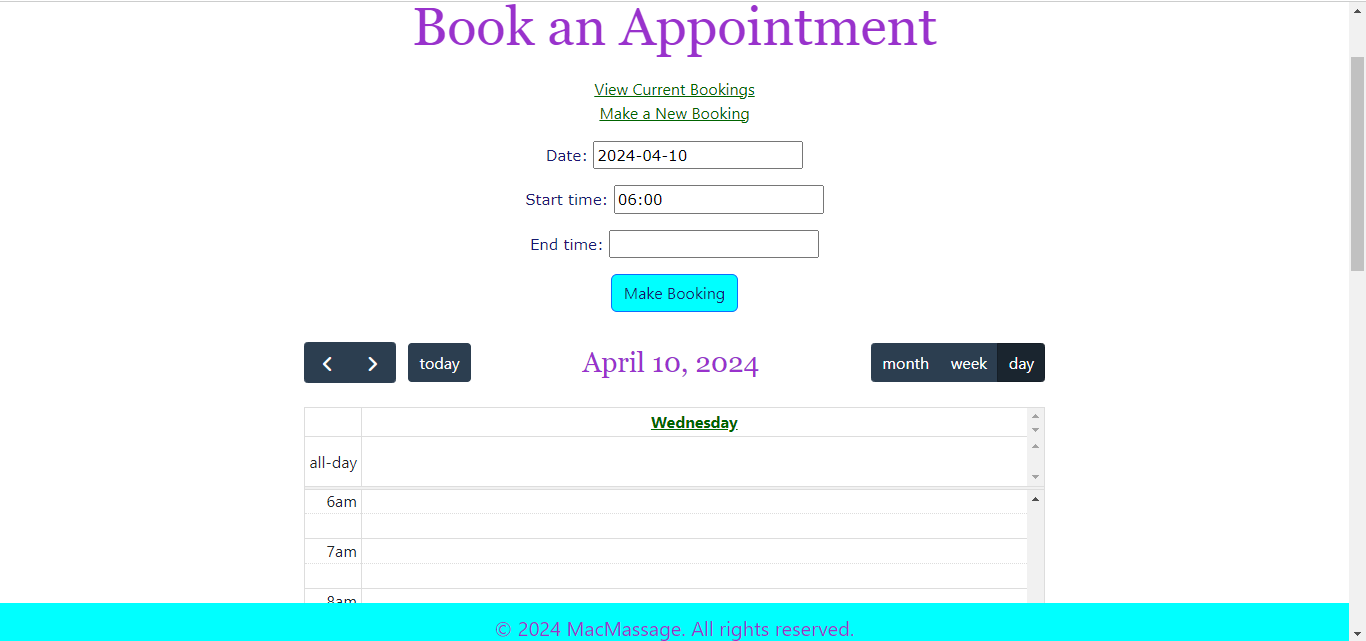 Book an Appointment
View Current Bookings
Make a New Booking
Date: 2024-04-10
Start time: 06:00
End time:
Make Booking
today April 10, 2024 month week day
Wednesday
all-day
6am
7am
8am
© 2024 MacMassage. All rights reserved.